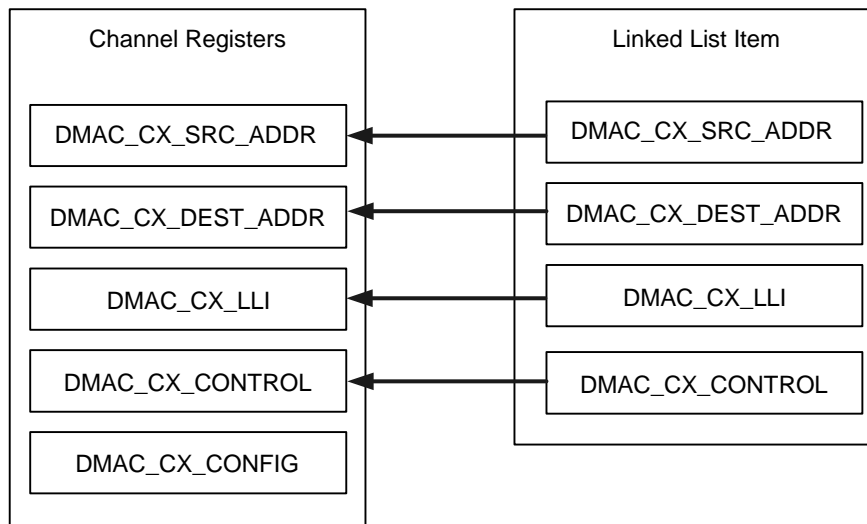 Channel Registers
DMAC_CX_SRC_ADDR
DMAC_CX_DEST_ADDR
DMAC_CX_LLI
DMAC_CX_CONTROL
DMAC_CX_CONFIG
Linked List Item
DMAC_CX_SRC_ADDR
DMAC_CX_DEST_ADDR
DMAC_CX_LLI
DMAC_CX_CONTROL